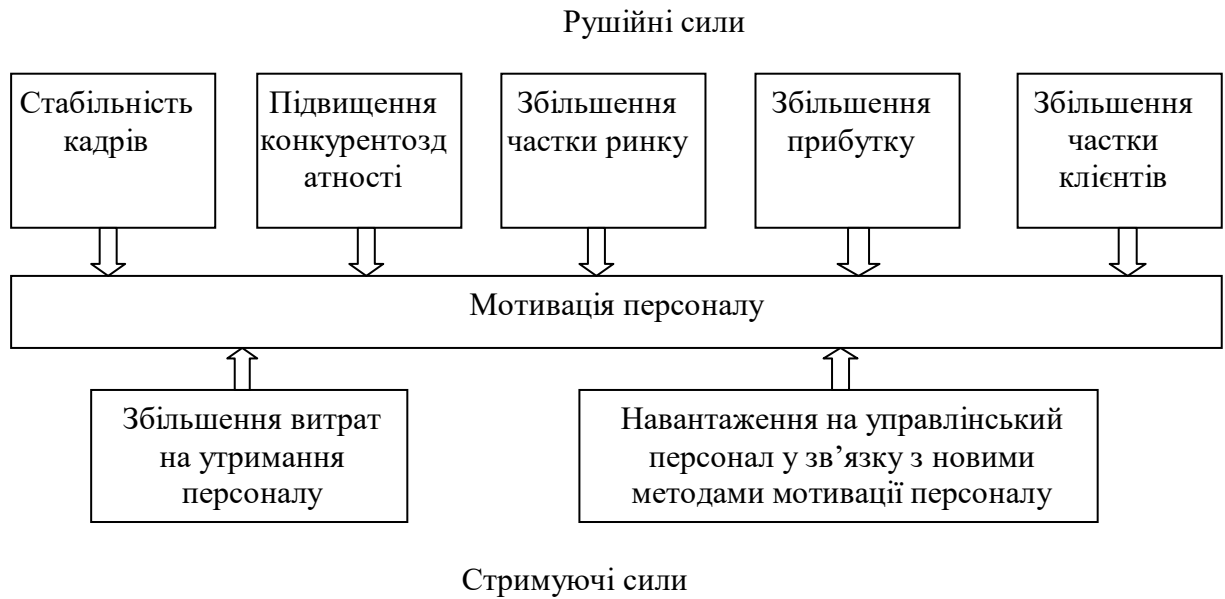 Рушійні сили
Стабільність
кадрів
Підвищення
конкурентозд
атності
Збільшення
частки ринку
Збільшення
прибутку
Збільшення
частки
клієнтів
Мотивація персоналу
Збільшення витрат
на утримання
персоналу
Навантаження на управлінський
персонал у зв’язку з новими
методами мотивації персоналу
Стримуючі сили